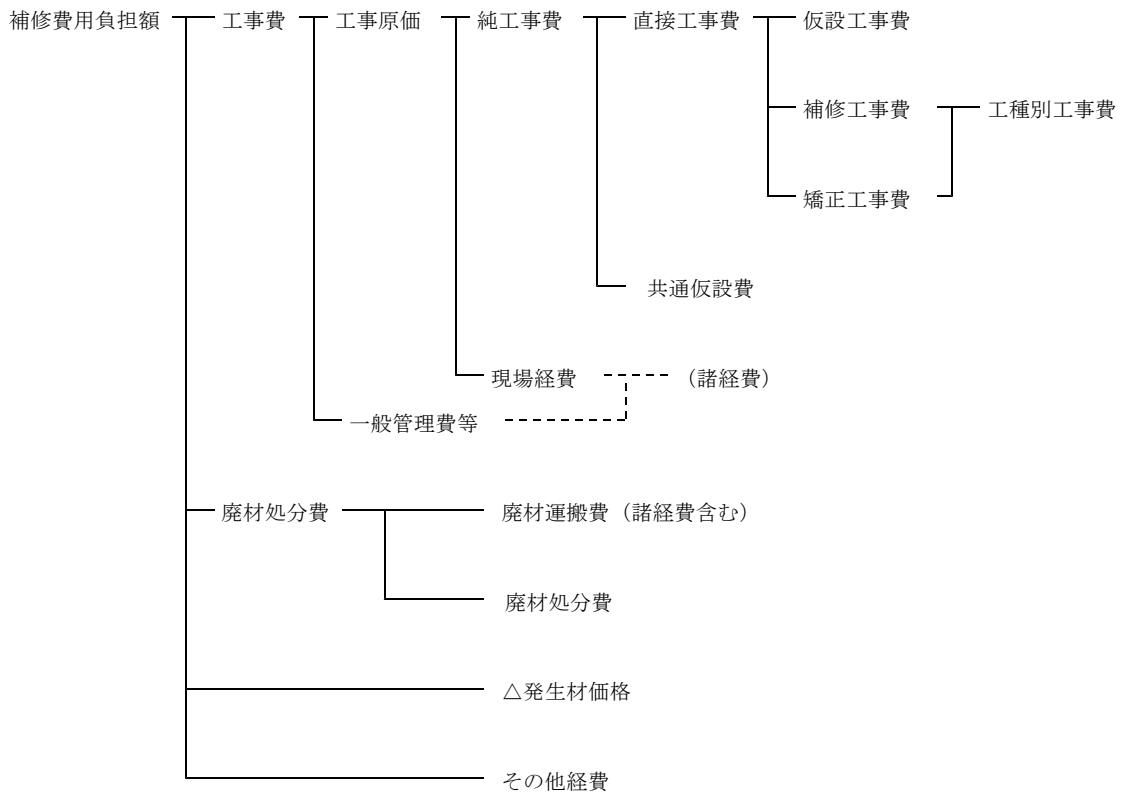 補修費用負担額 工事費 工事原価 純工事費 直接工事費 仮設工事費
補修工事費 工種別工事費
矯正工事費
共通仮設費
現場経費 （諸経費）
一般管理費等
廃材処分費 廃材運搬費（諸経費含む）
廃材処分費
△発生材価格
その他経費